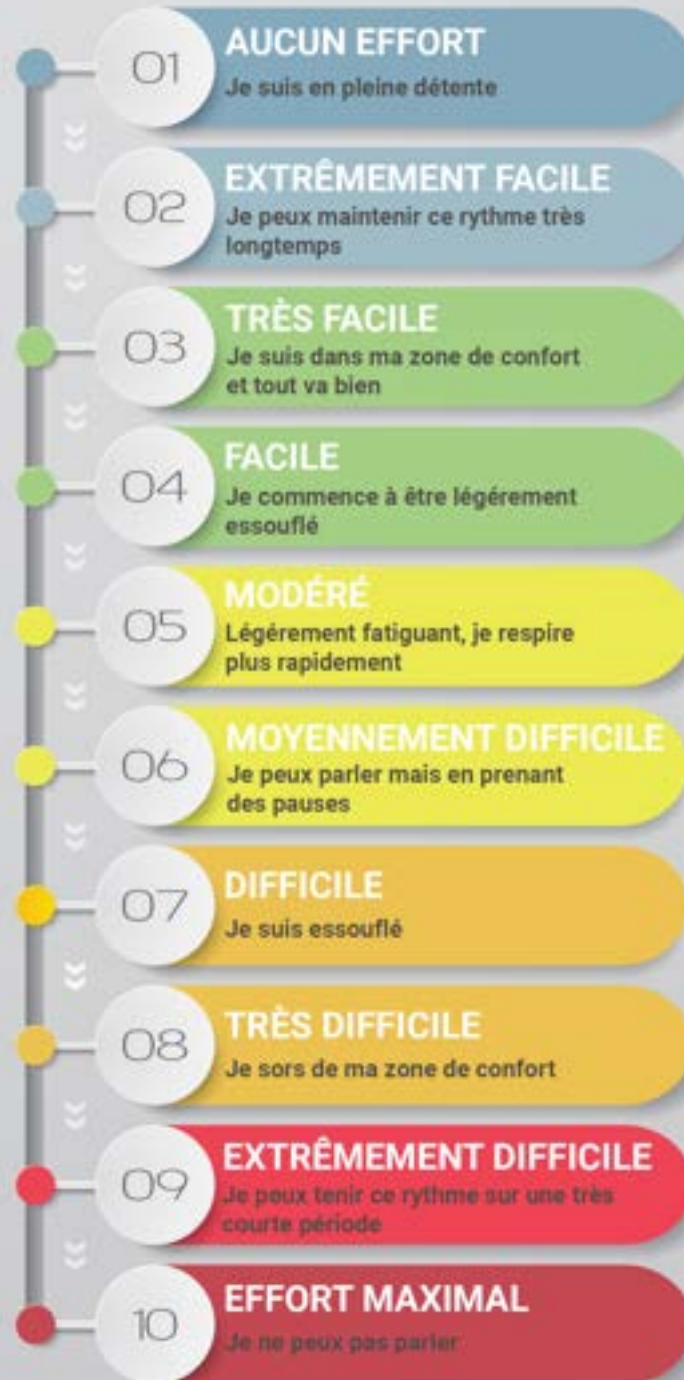 01
AUCUN EFFORT
Je suis en pleine détente
02
EXTRÊMEMENT FACILE
Je peux maintenir ce rythme très
longtemps
03
TRÈS FACILE
Je suis dans ma zone de confort
et tout va bien
04
FACILE
Je commence à être légérement
essouflé
05
MODÉRÉ
Légérement fatiguant, je respire
plus rapidement
06
MOYENNEMENT DIFFICILE
Je peux parler mais en prenant
des pauses
07
DIFFICILE
Je suis essouflé
08
TRÈS DIFFICILE
Je sors de ma zone de confort
09
EXTRÊMEMENT DIFFICILE
Je peux tenir ce rythme sur une très
courte période
10
EFFORT MAXIMAL
Je ne peux pas parler